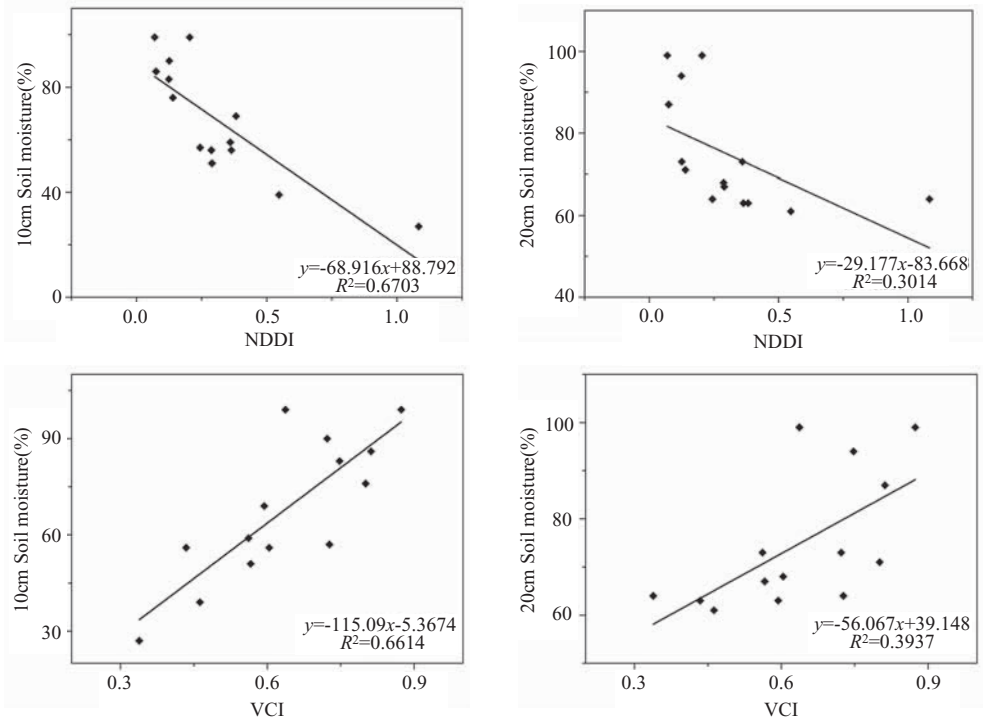 10cm Soil moisture(%)
80
40
0
0.0 0.5 1.0
NDDI
y=-68.916x+88.792
R²=0.6703
20cm Soil moisture(%)
100
80
60
40
0.0 0.5 1.0
NDDI
y=-29.177x-83.668
R²=0.3014
10cm Soil moisture(%)
90
60
30
0.3 0.6 0.9
VCI
y=-115.09x-5.3674
R²=0.6614
20cm Soil moisture(%)
100
80
60
0.3 0.6 0.9
VCI
y=-56.067x+39.148
R²=0.3937